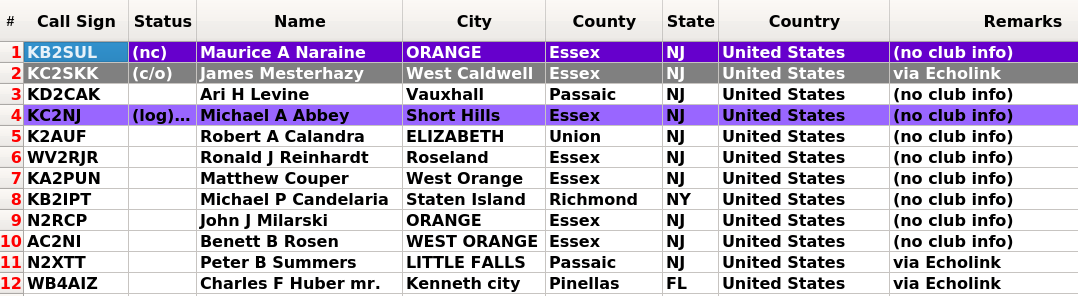 # Call Sign Status Name City County State Country Remarks
1 KB2SUL (nc) Maurice A Naraine ORANGE Essex NJ United States (no club info)
2 KC2SKK (c/o) James Mesterhazy West Caldwell Essex NJ United States via Echolink
3 KD2CAK Ari H Levine Vauxhall Passaic NJ United States (no club info)
4 KC2NJ (log)... Michael A Abbey Short Hills Essex NJ United States (no club info)
5 K2AUF Robert A Calandra ELIZABETH Union NJ United States (no club info)
6 WV2RJR Ronald J Reinhardt Roseland Essex NJ United States (no club info)
7 KA2PUN Matthew Couper West Orange Essex NJ United States (no club info)
8 KB2IPT Michael P Candelaria Staten Island Richmond NY United States (no club info)
9 N2RCP John J Milarski ORANGE Essex NJ United States (no club info)
10 AC2NI Benett B Rosen WEST ORANGE Essex NJ United States (no club info)
11 N2XTT Peter B Summers LITTLE FALLS Passaic NJ United States via Echolink
12 WB4AIZ Charles F Huber mr. Kenneth city Pinellas FL United States via Echolink